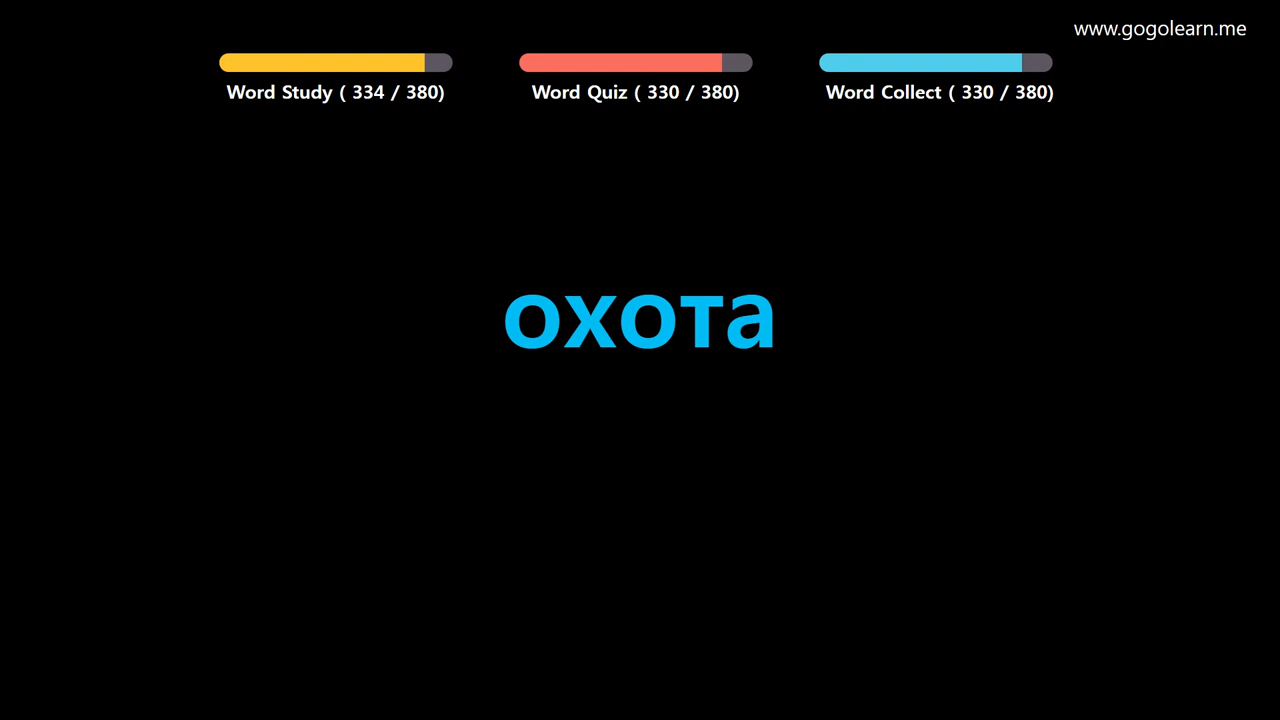 www.gogolearn.me
Word Study ( 334 / 380)
Word Quiz ( 330 / 380)
Word Collect ( 330 / 380)
охота